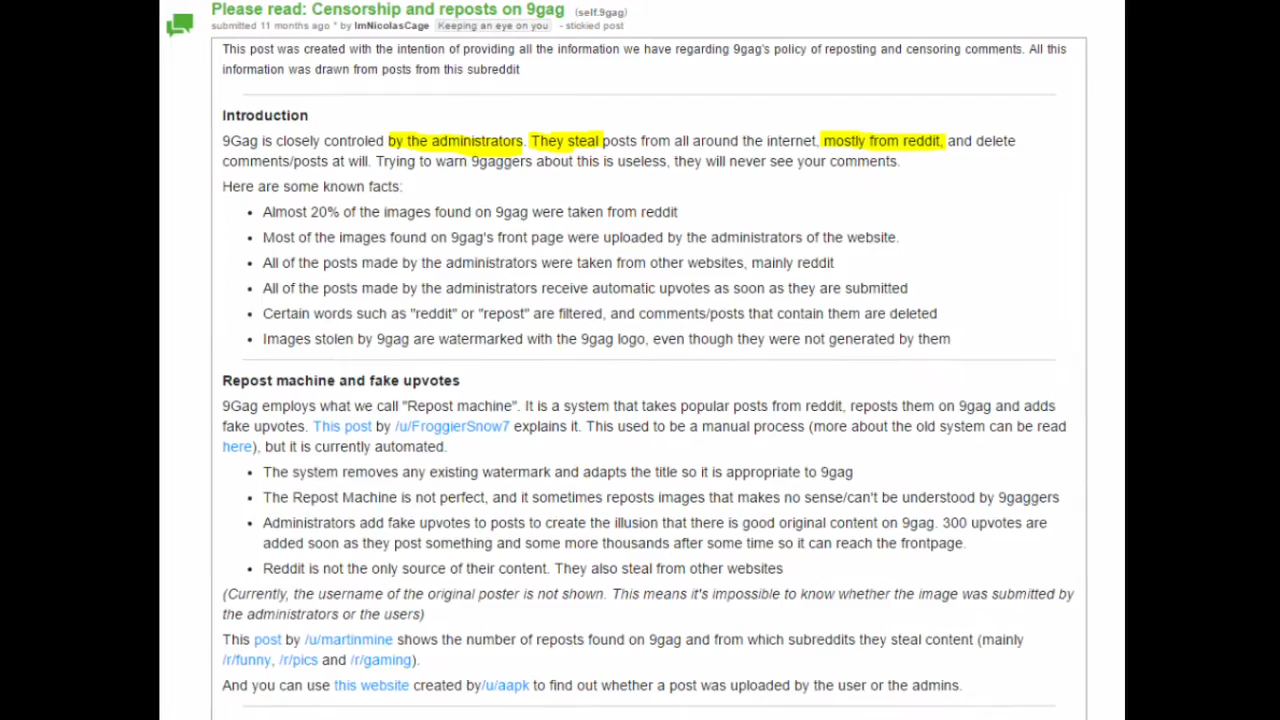 Please read: Censorship and reposts on 9gag (self.9gag)
submitted 11 months ago * by ImNicolasCage Keeping an eye on you - stickied post
This post was created with the intention of providing all the information we have regarding 9gag's policy of reposting and censoring comments. All this
information was drawn from posts from this subreddit
Introduction
9Gag is closely controled by the administrators. They steal posts from all around the internet, mostly from reddit, and delete
comments/posts at will. Trying to warn 9gaggers about this is useless, they will never see your comments.
Here are some known facts:
• Almost 20% of the images found on 9gag were taken from reddit
• Most of the images found on 9gag's front page were uploaded by the administrators of the website.
• All of the posts made by the administrators were taken from other websites, mainly reddit
• All of the posts made by the administrators receive automatic upvotes as soon as they are submitted
• Certain words such as "reddit" or "repost" are filtered, and comments/posts that contain them are deleted
• Images stolen by 9gag are watermarked with the 9gag logo, even though they were not generated by them
Repost machine and fake upvotes
9Gag employs what we call "Repost machine". It is a system that takes popular posts from reddit, reposts them on 9gag and adds
fake upvotes. This post by /u/FroggierSnow7 explains it. This used to be a manual process (more about the old system can be read
here), but it is currently automated.
• The system removes any existing watermark and adapts the title so it is appropriate to 9gag
• The Repost Machine is not perfect, and it sometimes reposts images that makes no sense/can't be understood by 9gaggers
• Administrators add fake upvotes to posts to create the illusion that there is good original content on 9gag. 300 upvotes are
added soon as they post something and some more thousands after some time so it can reach the frontpage.
• Reddit is not the only source of their content. They also steal from other websites
(Currently, the username of the original poster is not shown. This means it's impossible to know whether the image was submitted by
the administrators or the users)
This post by /u/martinmine shows the number of reposts found on 9gag and from which subreddits they steal content (mainly
/r/funny, /r/pics and /r/gaming).
And you can use this website created by/u/aapk to find out whether a post was uploaded by the user or the admins.